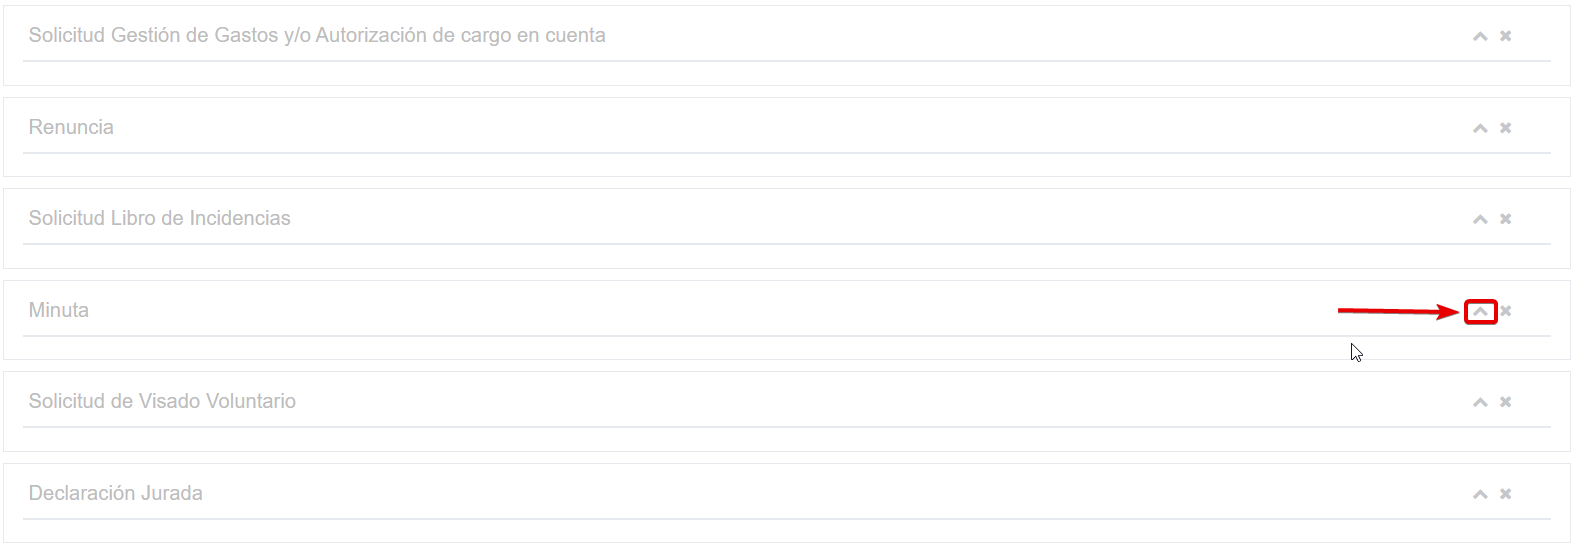 Solicitud Gestión de Gastos y/o Autorización de cargo en cuenta
Renuncia
Solicitud Libro de Incidencias
Minuta
Solicitud de Visado Voluntario
Declaración Jurada